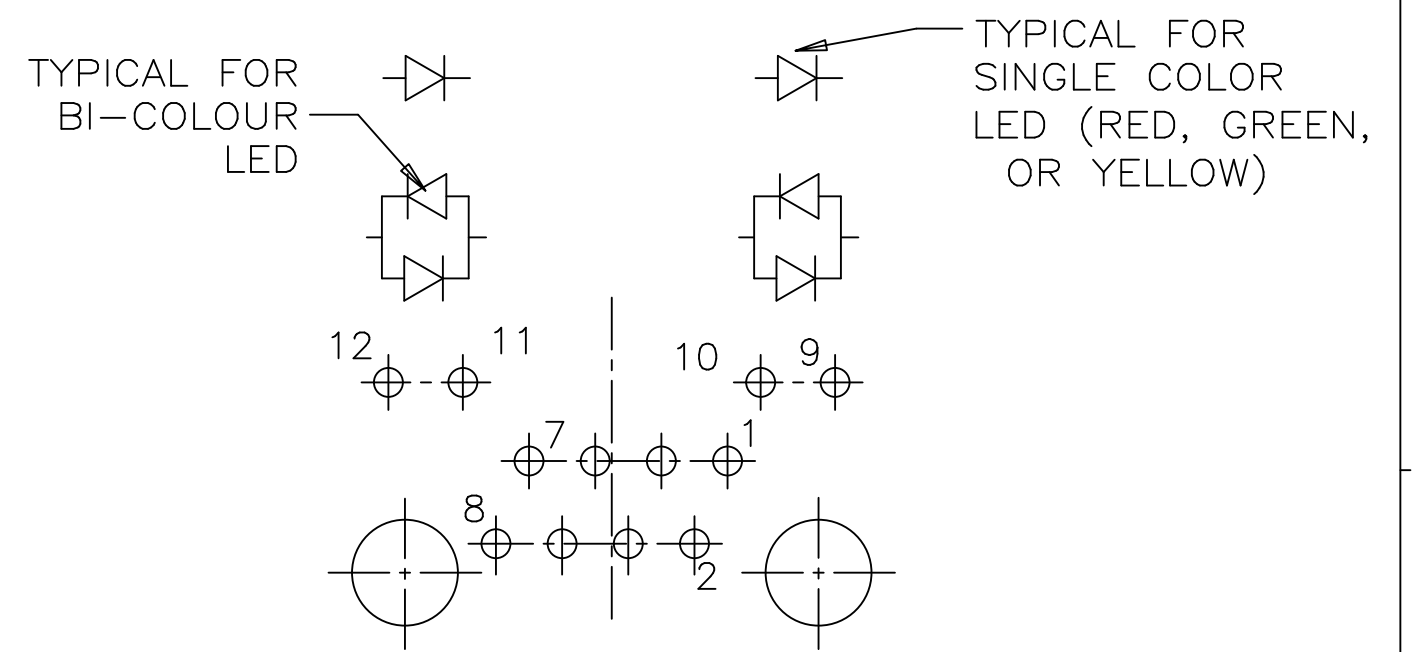 TYPICAL FOR
BI-COLOUR
LED
TYPICAL FOR
SINGLE COLOR
LED (RED, GREEN,
OR YELLOW)
12
11
10
9
7
1
8
2